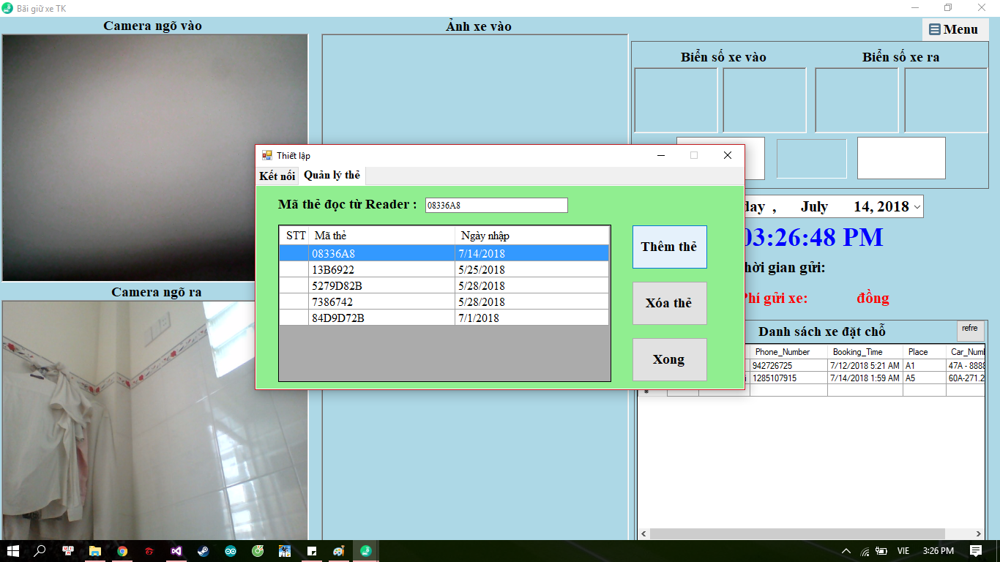 Bãi giữ xe TK
Camera ngõ vào
Ảnh xe vào
Menu
Biển số xe vào
Biển số xe ra
Thiết lập
Kết nối
Quản lý thẻ
Mã thẻ đọc từ Reader :
08336A8
STT Mã thẻ Ngày nhập
08336A8 7/14/2018
13B6922 5/25/2018
5279D82B 5/28/2018
7386742 5/28/2018
84D9D72B 7/1/2018
Thêm thẻ
Xóa thẻ
Xong
day , July 14, 2018
03:26:48 PM
hời gian gửi:
Phí gửi xe: đồng
Camera ngõ ra
Danh sách xe đặt chỗ
refre
Phone_Number Booking_Time Place Car_Numl
942726725 7/12/2018 5:21 AM A1 47A - 8888
1285107915 7/14/2018 1:59 AM A5 60A-271.2
VIE
3:26 PM